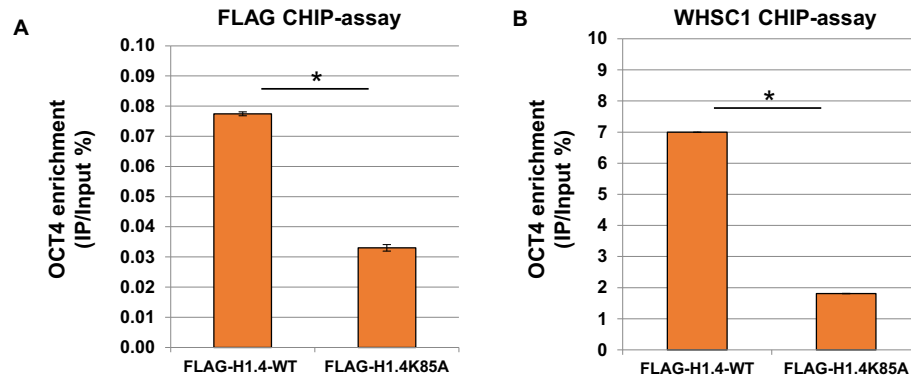 A
FLAG CHIP-assay
OCT4 enrichment
(IP/Input %)
0.10
0.09
0.08
0.07
0.06
0.05
0.04
0.03
0.02
0.01
0.00
*
FLAG-H1.4-WT
FLAG-H1.4K85A
B
WHSC1 CHIP-assay
OCT4 enrichment
(IP/Input %)
10
9
8
7
6
5
4
3
2
1
0
*
FLAG-H1.4-WT
FLAG-H1.4K85A